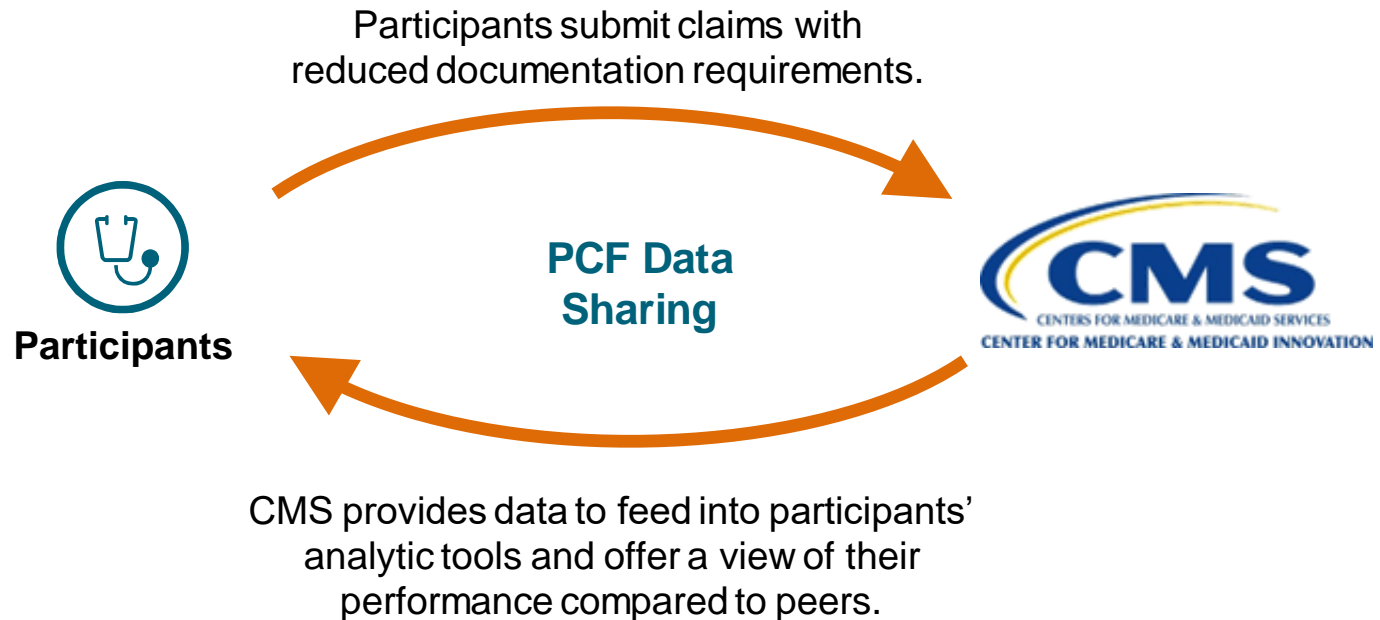 Participants submit claims with
reduced documentation requirements.
PCF Data
Sharing
Participants
CMS
CENTERS FOR MEDICARE & MEDICAID SERVICES
CENTER FOR MEDICARE & MEDICAID INNOVATION
CMS provides data to feed into participants’
analytic tools and offer a view of their
performance compared to peers.